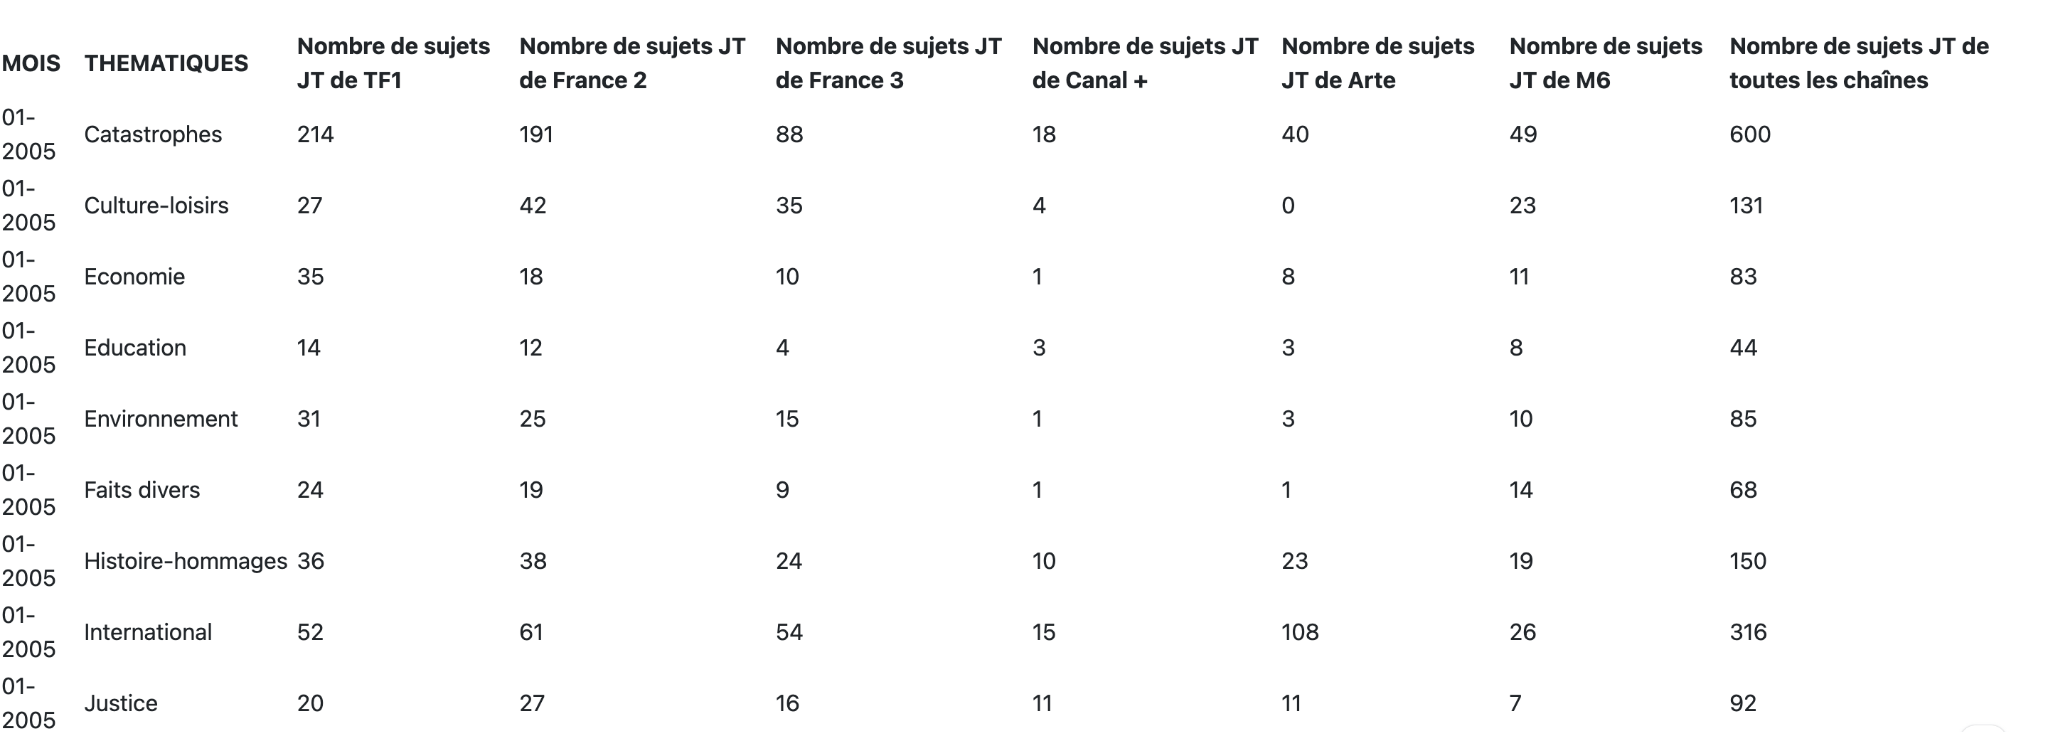 MOIS THEMATIQUES Nombre de sujets JT de TF1 Nombre de sujets JT de France 2 Nombre de sujets JT de France 3 Nombre de sujets JT de Canal + Nombre de sujets JT de Arte Nombre de sujets JT de M6 Nombre de sujets JT de toutes les chaînes
01-2005 Catastrophes 214 191 88 18 40 49 600
01-2005 Culture-loisirs 27 42 35 4 0 23 131
01-2005 Economie 35 18 10 1 8 11 83
01-2005 Education 14 12 4 3 3 8 44
01-2005 Environnement 31 25 15 1 3 10 85
01-2005 Faits divers 24 19 9 1 1 14 68
01-2005 Histoire-hommages 36 38 24 10 23 19 150
01-2005 International 52 61 54 15 108 26 316
01-2005 Justice 20 27 16 11 11 7 92